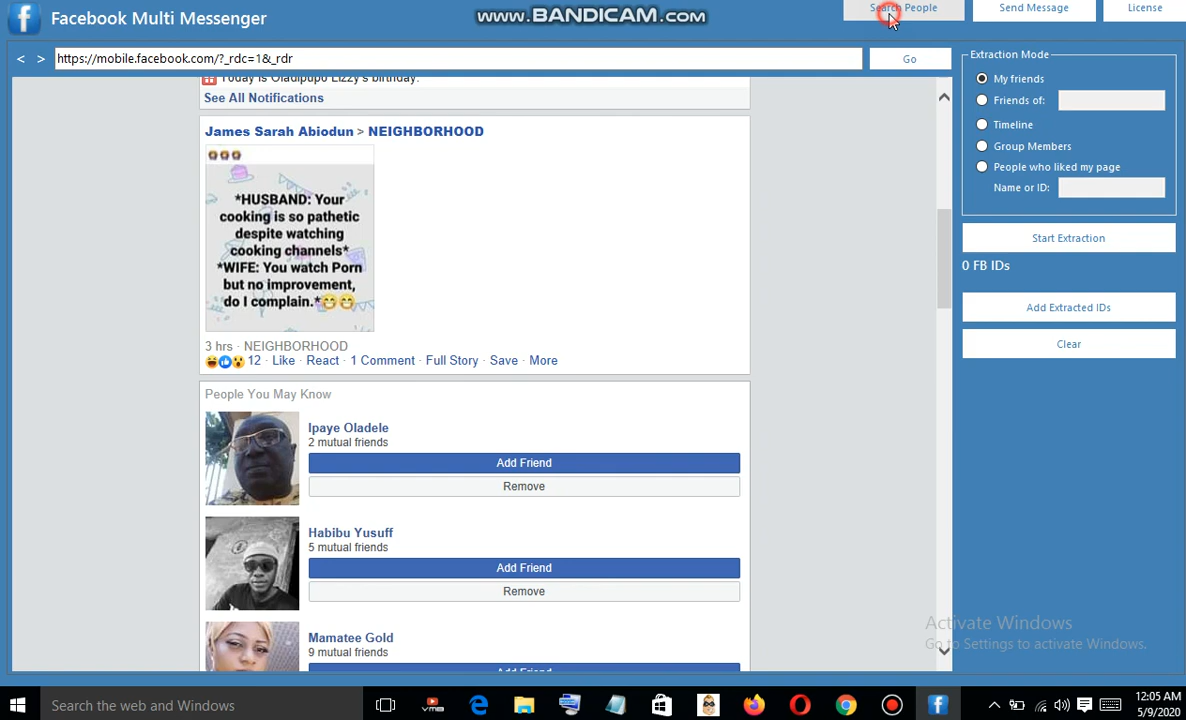 Facebook Multi Messenger
www.BANDICAM.com
Search People
Send Message
License
< >
https://mobile.facebook.com/?_rdc=1&_rdr
Go
Today is Oladipupo Lizzy's birthday.
See All Notifications
James Sarah Abiodun > NEIGHBORHOOD
*HUSBAND: Your
cooking is so pathetic
despite watching
cooking channels*
*WIFE: You watch Porn
but no improvement,
do I complain.*😁😁
3 hrs · NEIGHBORHOOD
12 · Like · React · 1 Comment · Full Story · Save · More
People You May Know
Ipaye Oladele
2 mutual friends
Add Friend
Remove
Habibu Yusuff
5 mutual friends
Add Friend
Remove
Mamatee Gold
9 mutual friends
Add Friend
Extraction Mode
My friends
Friends of:
Timeline
Group Members
People who liked my page
Name or ID:
Start Extraction
0 FB IDs
Add Extracted IDs
Clear
Activate Windows
Go to Settings to activate Windows.
Search the web and Windows
12:05 AM
5/9/2020